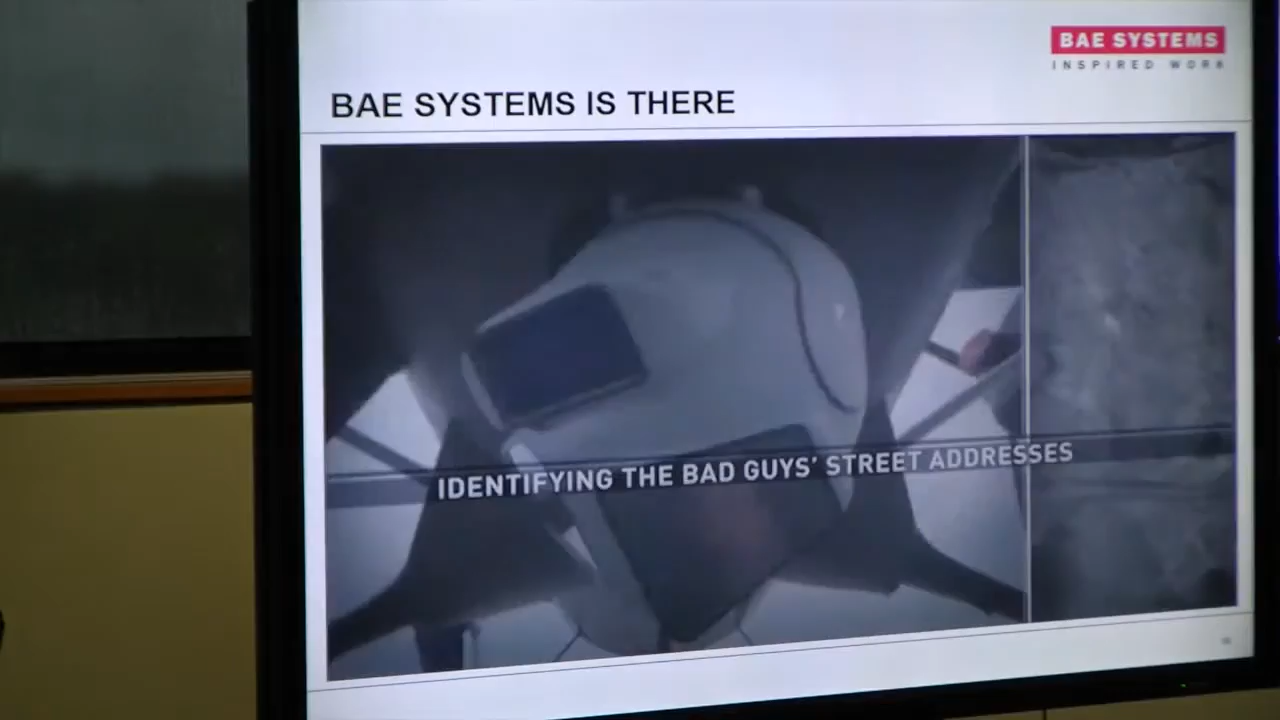 BAE SYSTEMS
INSPIRED WORK
BAE SYSTEMS IS THERE
IDENTIFYING THE BAD GUYS' STREET ADDRESSES